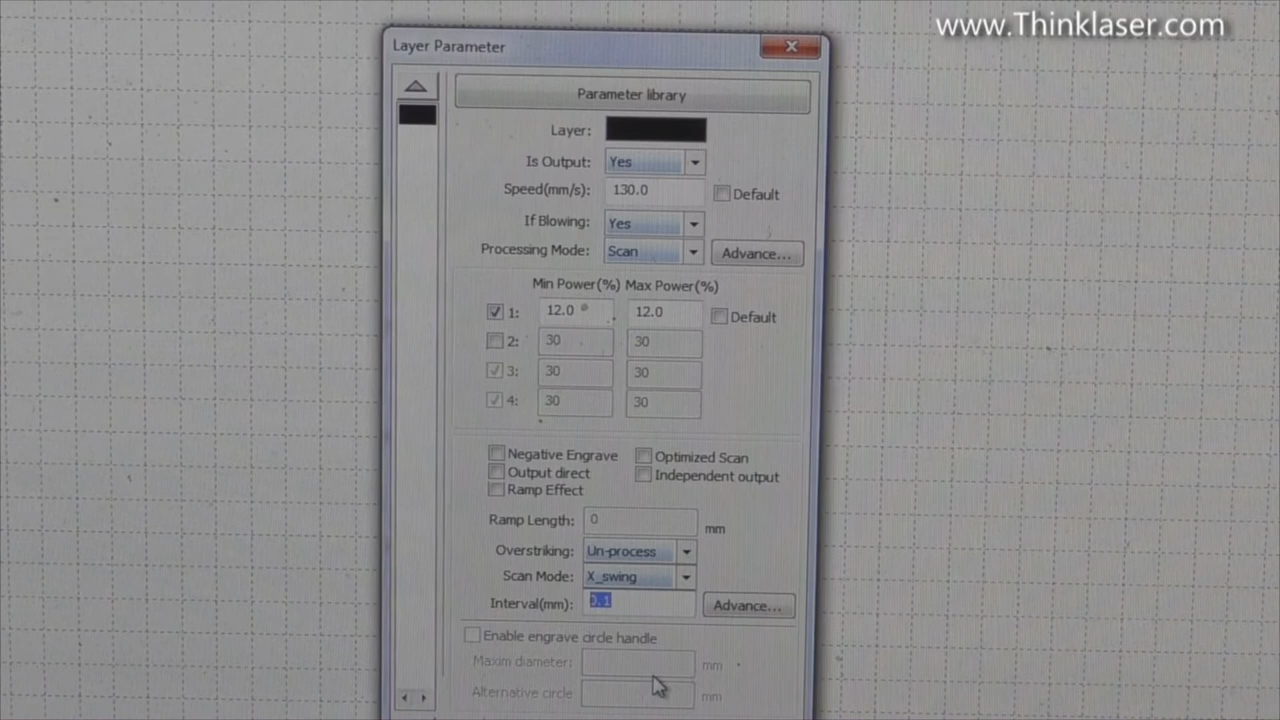 www.Thinklaser.com
Layer Parameter
Parameter library
Layer:
Is Output: Yes
Speed(mm/s): 130.0 Default
If Blowing: Yes
Processing Mode: Scan Advance...
Min Power(%) Max Power(%)
1: 12.0 12.0 Default
2: 30 30
3: 30 30
4: 30 30
Negative Engrave Optimized Scan
Output direct Independent output
Ramp Effect
Ramp Length: 0 mm
Overstriking: Un-process
Scan Mode: X_swing
Interval(mm): 0.1 Advance...
Enable engrave circle handle
Maxim diameter: mm
Alternative circle mm